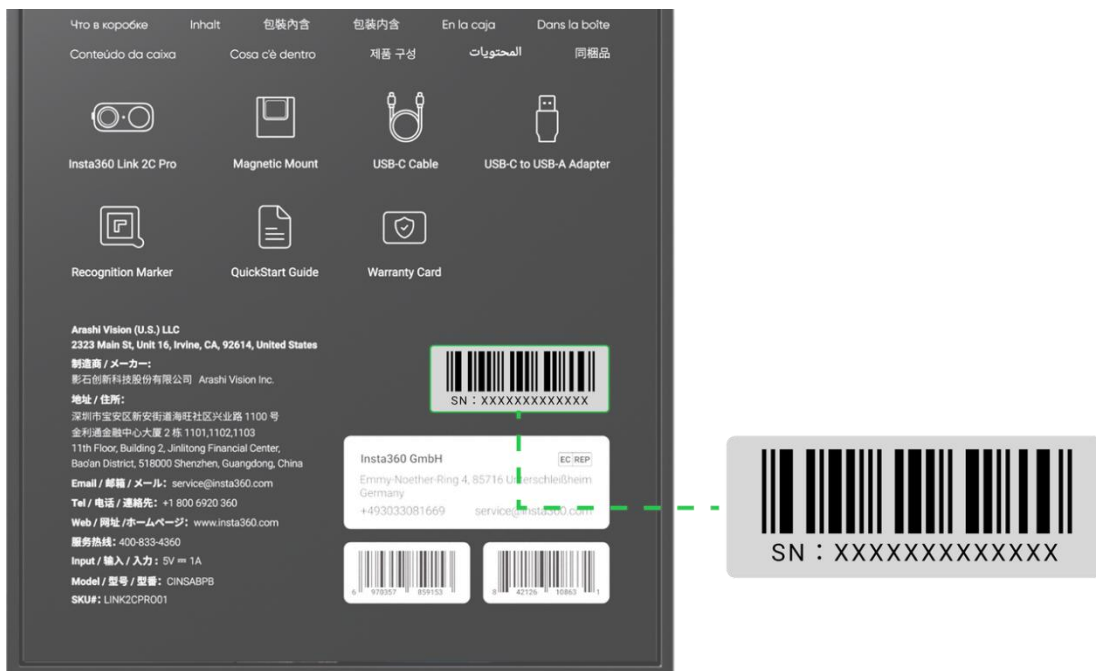 Что в коробке Inhalt 包裝內含 包装内含 En la caja Dans la boîte
Conteúdo da caixa Cosa c'è dentro 제품 구성 المحتويات 同梱品
Insta360 Link 2C Pro Magnetic Mount USB-C Cable USB-C to USB-A Adapter
Recognition Marker QuickStart Guide Warranty Card
Arashi Vision (U.S.) LLC
2323 Main St, Unit 16, Irvine, CA, 92614, United States
制造商 / メーカー:
影石创新科技股份有限公司 Arashi Vision Inc.
地址 / 住所:
深圳市宝安区新安街道海旺社区兴业路 1100 号
金利通金融中心大厦 2 栋 1101,1102,1103
11th Floor, Building 2, Jinlitong Financial Center,
Bao'an District, 518000 Shenzhen, Guangdong, China
Email / 邮箱 / メール: service@insta360.com
Tel / 电话 / 連絡先: +1 800 6920 360
Web / 网址 /ホームページ: www.insta360.com
服务热线: 400-833-4360
Input / 输入 / 入力: 5V ⎓ 1A
Model / 型号 / 型番: CINSABPB
SKU#: LINK2CPRO01
SN : XXXXXXXXXXXXX
Insta360 GmbH EC REP
Emmy-Noether-Ring 4, 85716 Unterschleißheim
Germany
+493033081669 service@insta360.com
6 970357 859153
8 42126 10863 1
SN : XXXXXXXXXXXXX